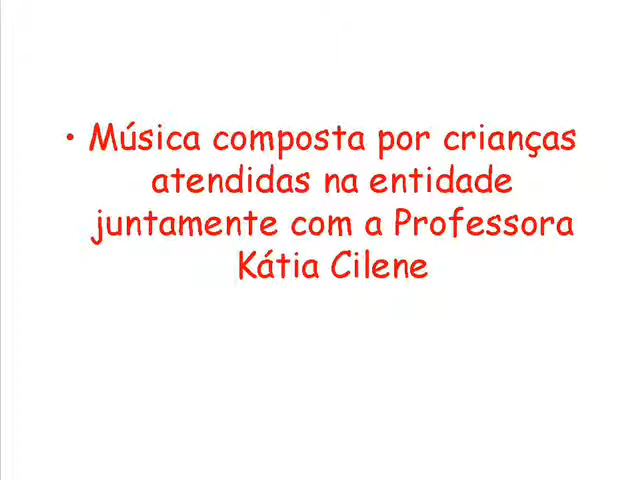 • Música composta por crianças
atendidas na entidade
juntamente com a Professora
Kátia Cilene